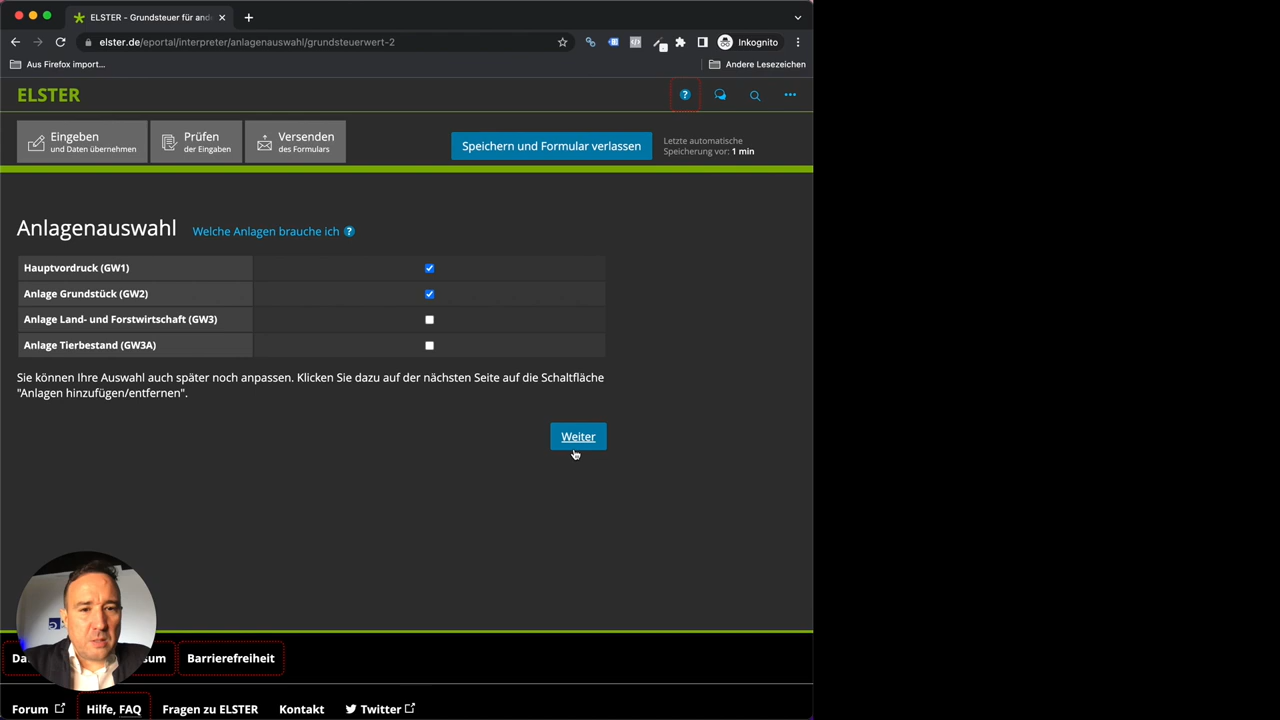 ELSTER - Grundsteuer für and
elster.de/eportal/interpreter/anlagenauswahl/grundsteuerwert-2
Inkognito
Aus Firefox import...
Andere Lesezeichen
ELSTER
Eingeben
und Daten übernehmen
Prüfen
der Eingaben
Versenden
des Formulars
Speichern und Formular verlassen
Letzte automatische
Speicherung vor: 1 min
Anlagenauswahl
Welche Anlagen brauche ich ?
Hauptvordruck (GW1)
Anlage Grundstück (GW2)
Anlage Land- und Forstwirtschaft (GW3)
Anlage Tierbestand (GW3A)
Sie können Ihre Auswahl auch später noch anpassen. Klicken Sie dazu auf der nächsten Seite auf die Schaltfläche
"Anlagen hinzufügen/entfernen".
Weiter
Barrierefreiheit
Forum
Hilfe, FAQ
Fragen zu ELSTER
Kontakt
Twitter